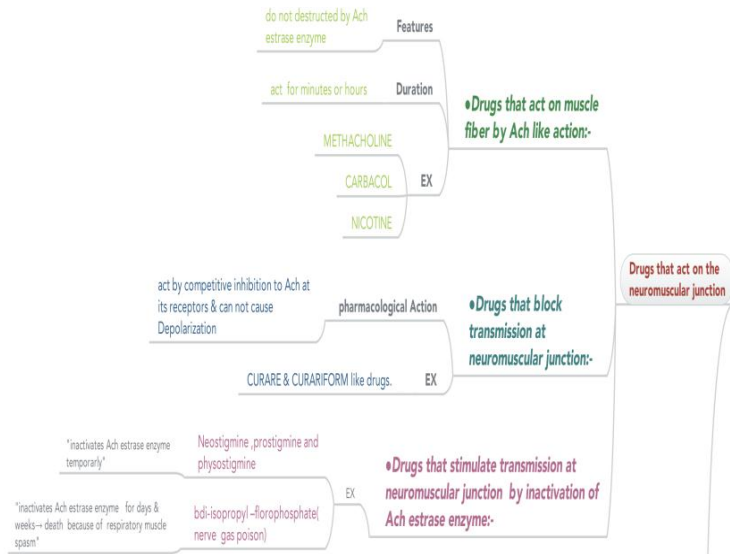 Drugs that act on the
neuromuscular junction
•Drugs that act on muscle
fiber by Ach like action:-
Features
do not destructed by Ach
estrase enzyme
Duration
act for minutes or hours
EX
METHACHOLINE
CARBACOL
NICOTINE
•Drugs that block
transmission at
neuromuscular junction:-
pharmacological Action
act by competitive inhibition to Ach at
its receptors & can not cause
Depolarization
EX
CURARE & CURARIFORM like drugs.
•Drugs that stimulate transmission at
neuromuscular junction by inactivation of
Ach estrase enzyme:-
EX
Neostigmine ,prostigmine and
physostigmine
"inactivates Ach estrase enzyme
temporarly"
bdi-isopropyl –florophosphate(
nerve gas poison)
"inactivates Ach estrase enzyme for days &
weeks→ death because of respiratory muscle
spasm"